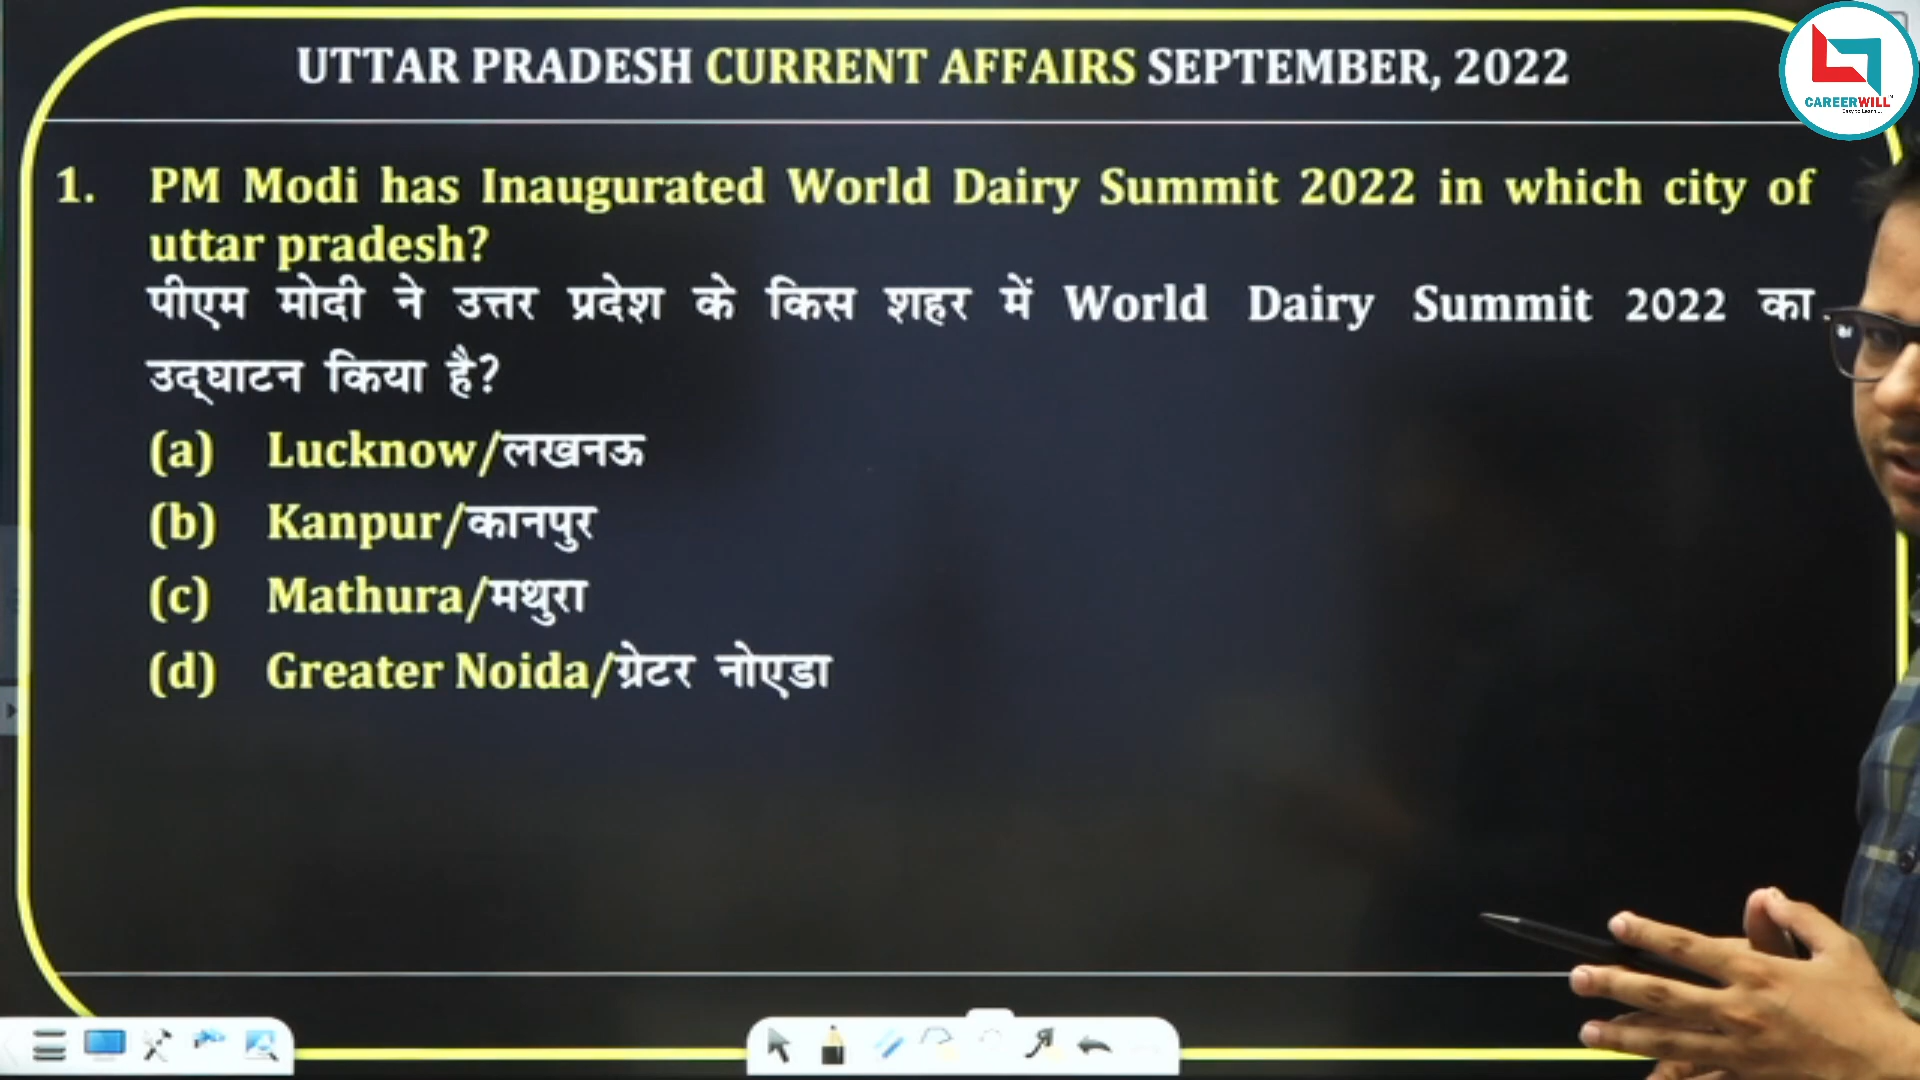 UTTAR PRADESH CURRENT AFFAIRS SEPTEMBER, 2022
CAREERWILL
1. PM Modi has Inaugurated World Dairy Summit 2022 in which city of
uttar pradesh?
पीएम मोदी ने उत्तर प्रदेश के किस शहर में World Dairy Summit 2022 का
उद्घाटन किया है?
(a) Lucknow/लखनऊ
(b) Kanpur/कानपुर
(c) Mathura/मथुरा
(d) Greater Noida/ग्रेटर नोएडा